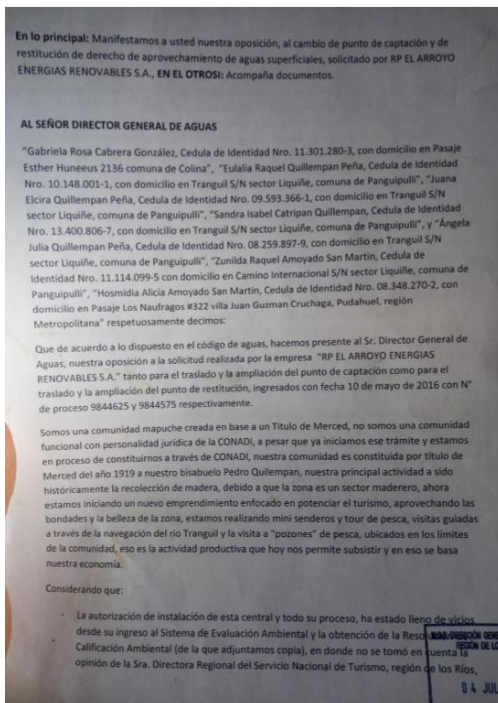 En lo principal: Manifestamos a usted nuestra oposición, al cambio de punto de captación y de
restitución de derecho de aprovechamiento de aguas superficiales, solicitado por RP EL ARROYO
ENERGIAS RENOVABLES S.A., EN EL OTROSI: Acompaña documentos.
AL SEÑOR DIRECTOR GENERAL DE AGUAS
"Gabriela Rosa Cabrera González, Cedula de Identidad Nro. 11.301.280-3, con domicilio en Pasaje
Esther Huneeus 2136 comuna de Colina", "Eulalia Raquel Quillempan Peña, Cedula de Identidad
Nro. 10.148.001-1, con domicilio en Tranguil S/N sector Liquiñe, comuna de Panguipulli", "Juana
Elcira Quillempan Peña, Cedula de Identidad Nro. 09.593.366-1, con domicilio en Tranguil S/N
sector Liquiñe, comuna de Panguipulli", "Sandra Isabel Catripan Quillempan, Cedula de Identidad
Nro. 13.400.806-7, con domicilio en Tranguil S/N sector Liquiñe, comuna de Panguipulli", y "Ángela
Julia Quillempan Peña, Cedula de Identidad Nro. 08.259.897-9, con domicilio en Tranguil S/N
sector Liquiñe, comuna de Panguipulli", "Zunilda Raquel Amoyado San Martin, Cedula de
Identidad Nro. 11.114.099-5 con domicilio en Camino Internacional S/N sector Liquiñe, comuna de
Panguipulli", "Hosmidia Alicia Amoyado San Martin, Cedula de Identidad Nro. 08.348.270-2, con
domicilio en Pasaje Los Naufragos #322 villa Juan Guzman Cruchaga, Pudahuel, región
Metropolitana" respetuosamente decimos:
Que de acuerdo a lo dispuesto en el código de aguas, hacemos presente al Sr. Director General de
Aguas, nuestra oposición a la solicitud realizada por la empresa "RP EL ARROYO ENERGIAS
RENOVABLES S.A." tanto para el traslado y la ampliación del punto de captación como para el
traslado y la ampliación del punto de restitución, ingresados con fecha 10 de mayo de 2016 con N°
de proceso 9844625 y 9844575 respectivamente.
Somos una comunidad mapuche creada en base a un Titulo de Merced, no somos una comunidad
funcional con personalidad jurídica de la CONADI, a pesar que ya iniciamos ese trámite y estamos
en proceso de constituirnos a través de CONADI, nuestra comunidad es constituida por título de
Merced del año 1919 a nuestro bisabuelo Pedro Quilempan, nuestra principal actividad a sido
históricamente la recolección de madera, debido a que la zona es un sector maderero, ahora
estamos iniciando un nuevo emprendimiento enfocado en potenciar el turismo, aprovechando las
bondades y la belleza de la zona, estamos realizando mini senderos y tour de pesca, visitas guiadas
a través de la navegación del rio Tranguil y la visita a "pozones" de pesca, ubicados en los límites
de la comunidad, eso es la actividad productiva que hoy nos permite subsistir y en eso se basa
nuestra economía.
Considerando que:
- La autorización de instalación de esta central y todo su proceso, ha estado lleno de vicios
desde su ingreso al Sistema de Evaluación Ambiental y la obtención de la
Calificación Ambiental (de la que adjuntamos copia), en donde no se tomó en cuenta la
opinión de la Sra. Directora Regional del Servicio Nacional de Turismo, región de los Ríos,
04 JUL